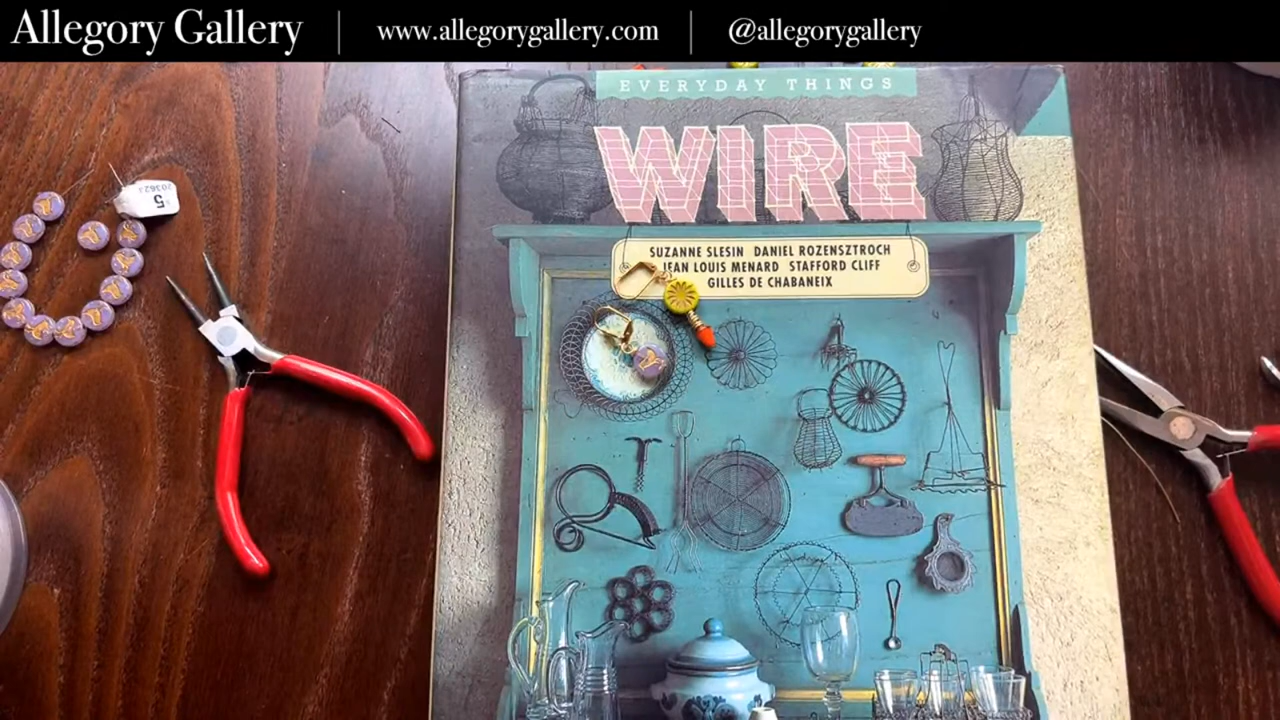 Allegory Gallery
www.allegorygallery.com
@allegorygallery
EVERYDAY THINGS
WIRE
SUZANNE SLESIN DANIEL ROZENSZTROCH
JEAN LOUIS MENARD STAFFORD CLIFF
GILLES DE CHABANEIX
5